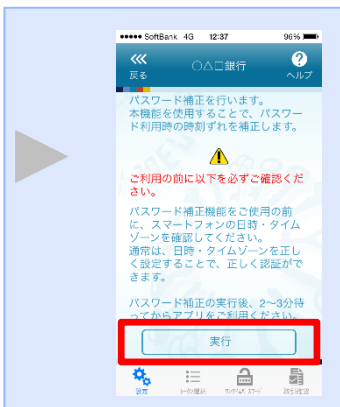 SoftBank 4G 12:37 96%
戻る
○△□銀行
?
ヘルプ
パスワード補正を行います。
本機能を使用することで、パスワー
ド利用時の時刻ずれを補正します。
ご利用の前に以下を必ずご確認くだ
さい。
パスワード補正機能をご使用の前
に、スマートフォンの日時・タイム
ゾーンを確認してください。
通常は、日時・タイムゾーンを正し
く設定することで、正しく認証がで
きます。
パスワード補正の実行後、2~3分待
ってからアプリをご利用ください。
実行
設定